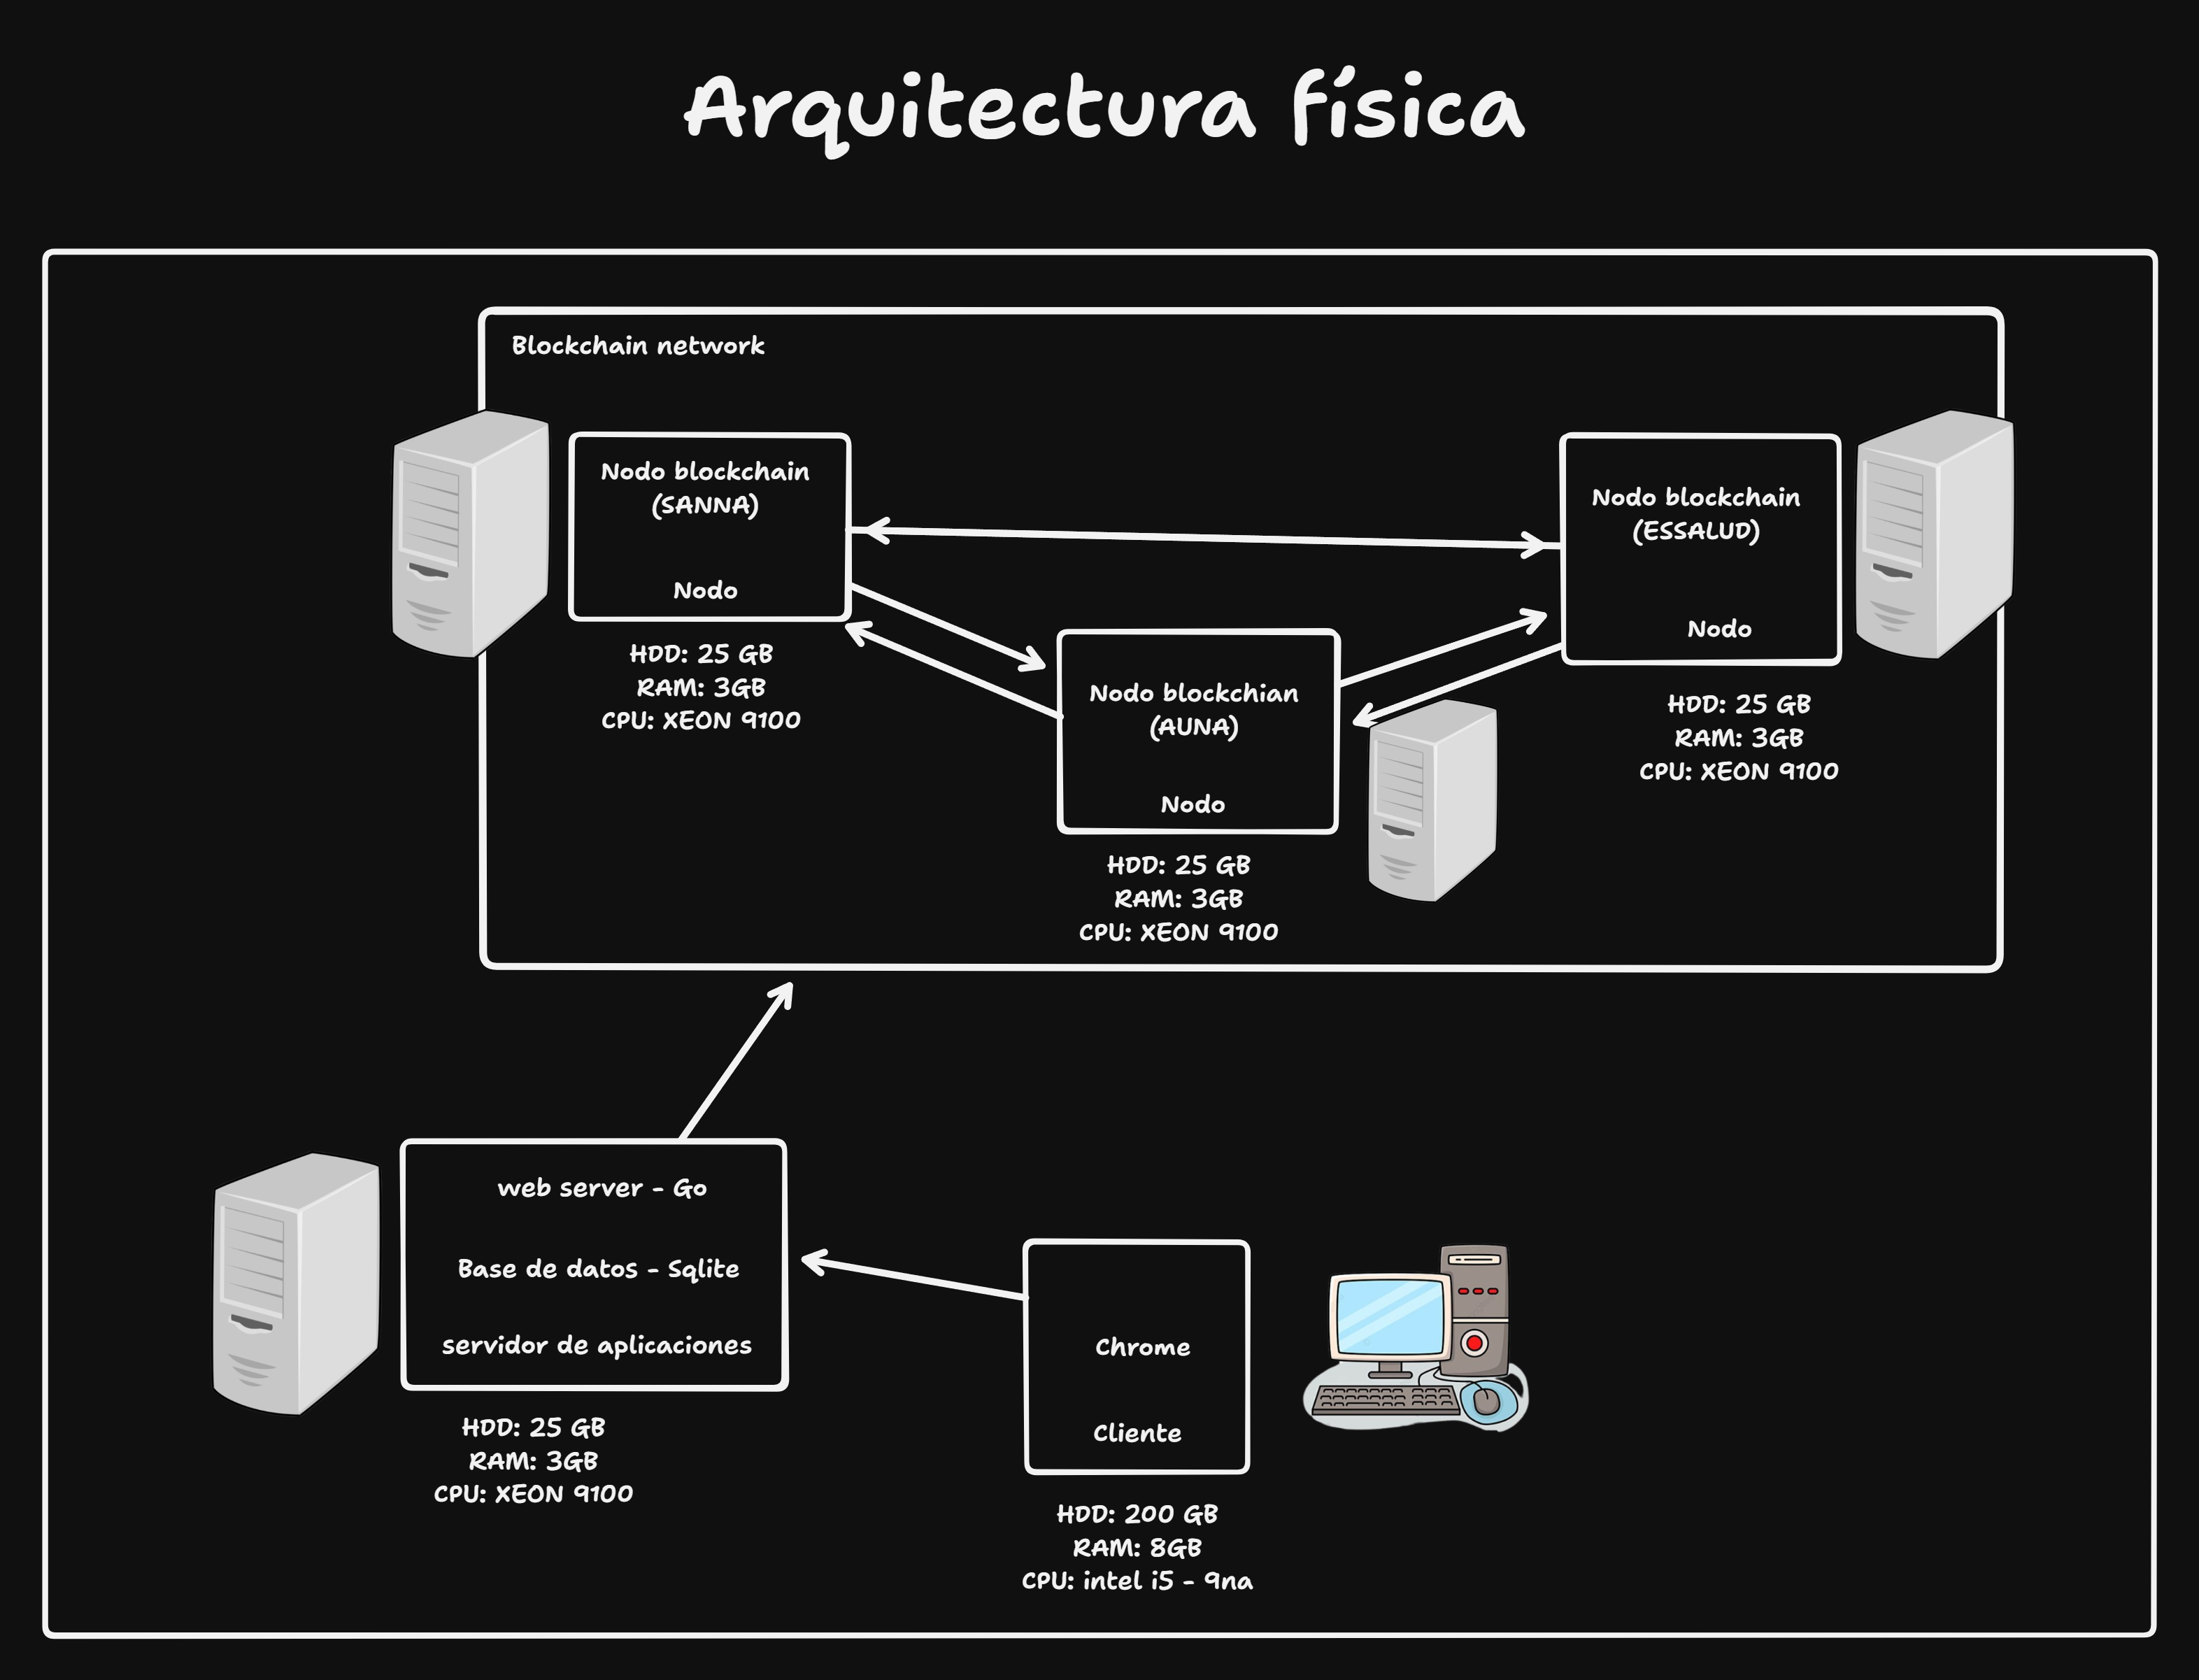 Arquitectura física
Blockchain network
Nodo blockchain
(SANNA)
Nodo
HDD: 25 GB
RAM: 3GB
CPU: XEON 9100
Nodo blockchain
(ESSALUD)
Nodo
HDD: 25 GB
RAM: 3GB
CPU: XEON 9100
Nodo blockchian
(AUNA)
Nodo
HDD: 25 GB
RAM: 3GB
CPU: XEON 9100
web server - Go
Base de datos - Sqlite
servidor de aplicaciones
HDD: 25 GB
RAM: 3GB
CPU: XEON 9100
Chrome
Cliente
HDD: 200 GB
RAM: 8GB
CPU: intel i5 - 9na